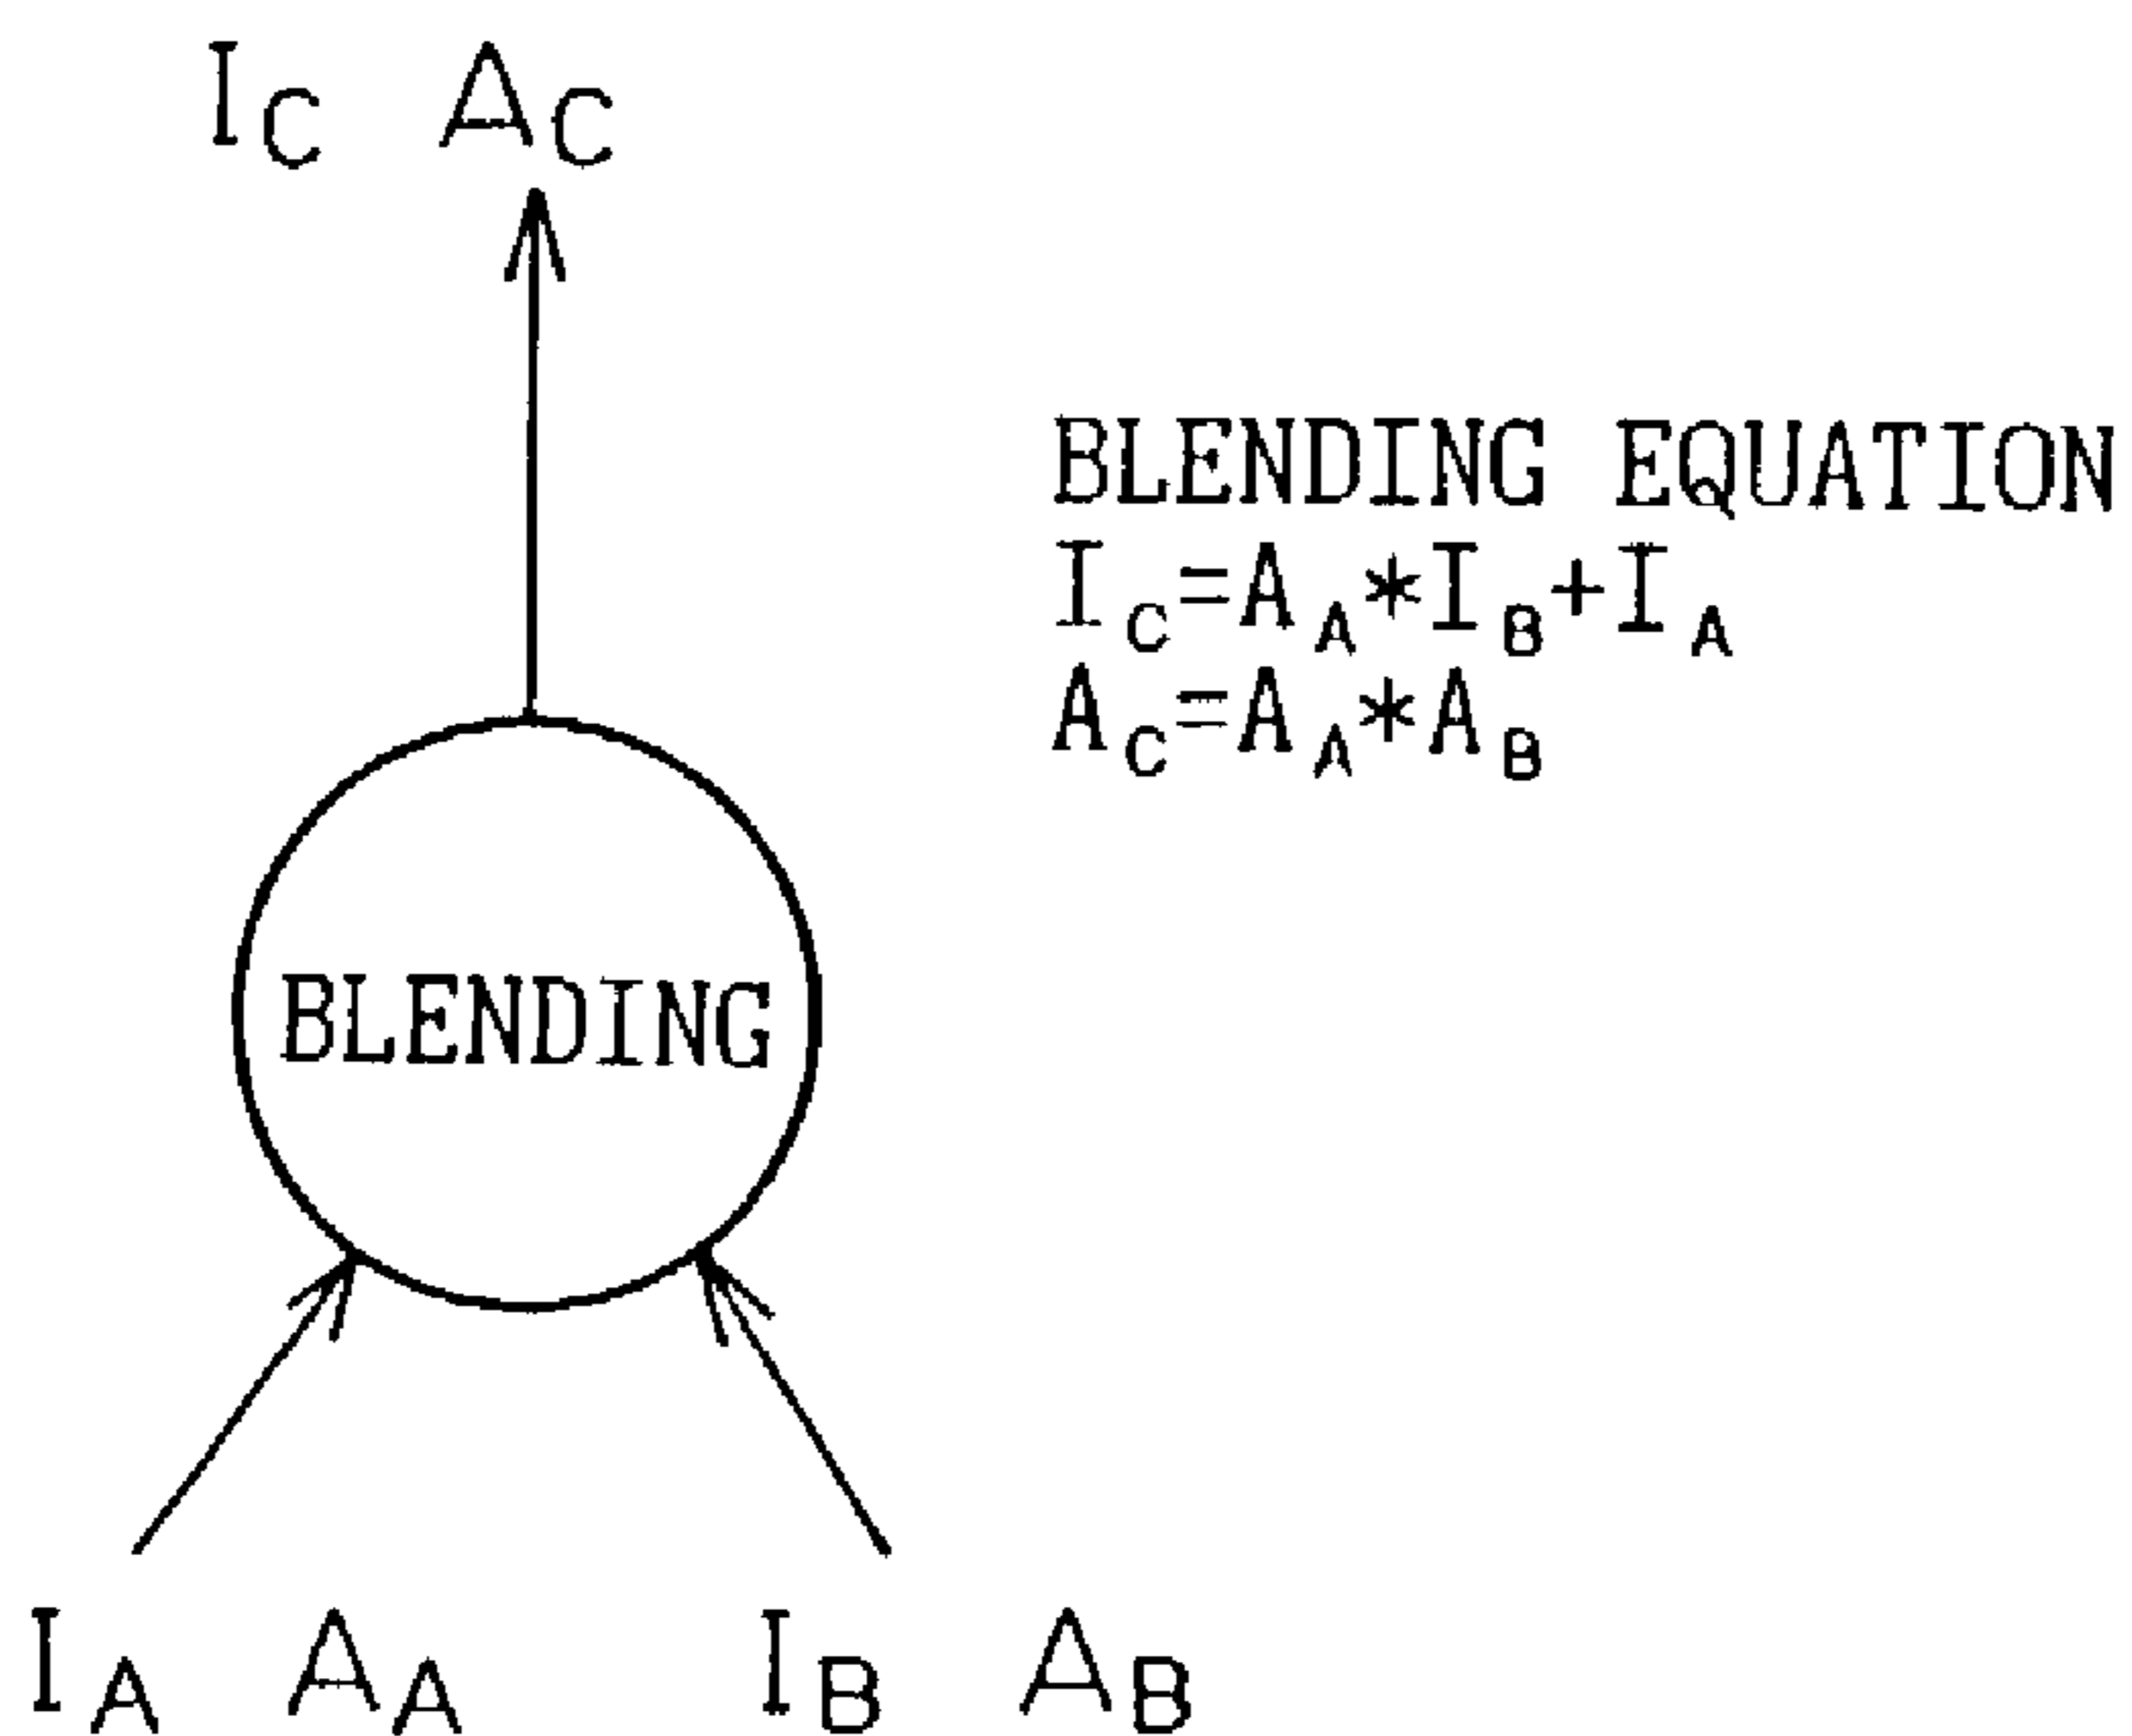 I_C A_C
BLENDING EQUATION
I_C=A_A*I_B+I_A
A_C=A_A*A_B
BLENDING
I_A A_A I_B A_B